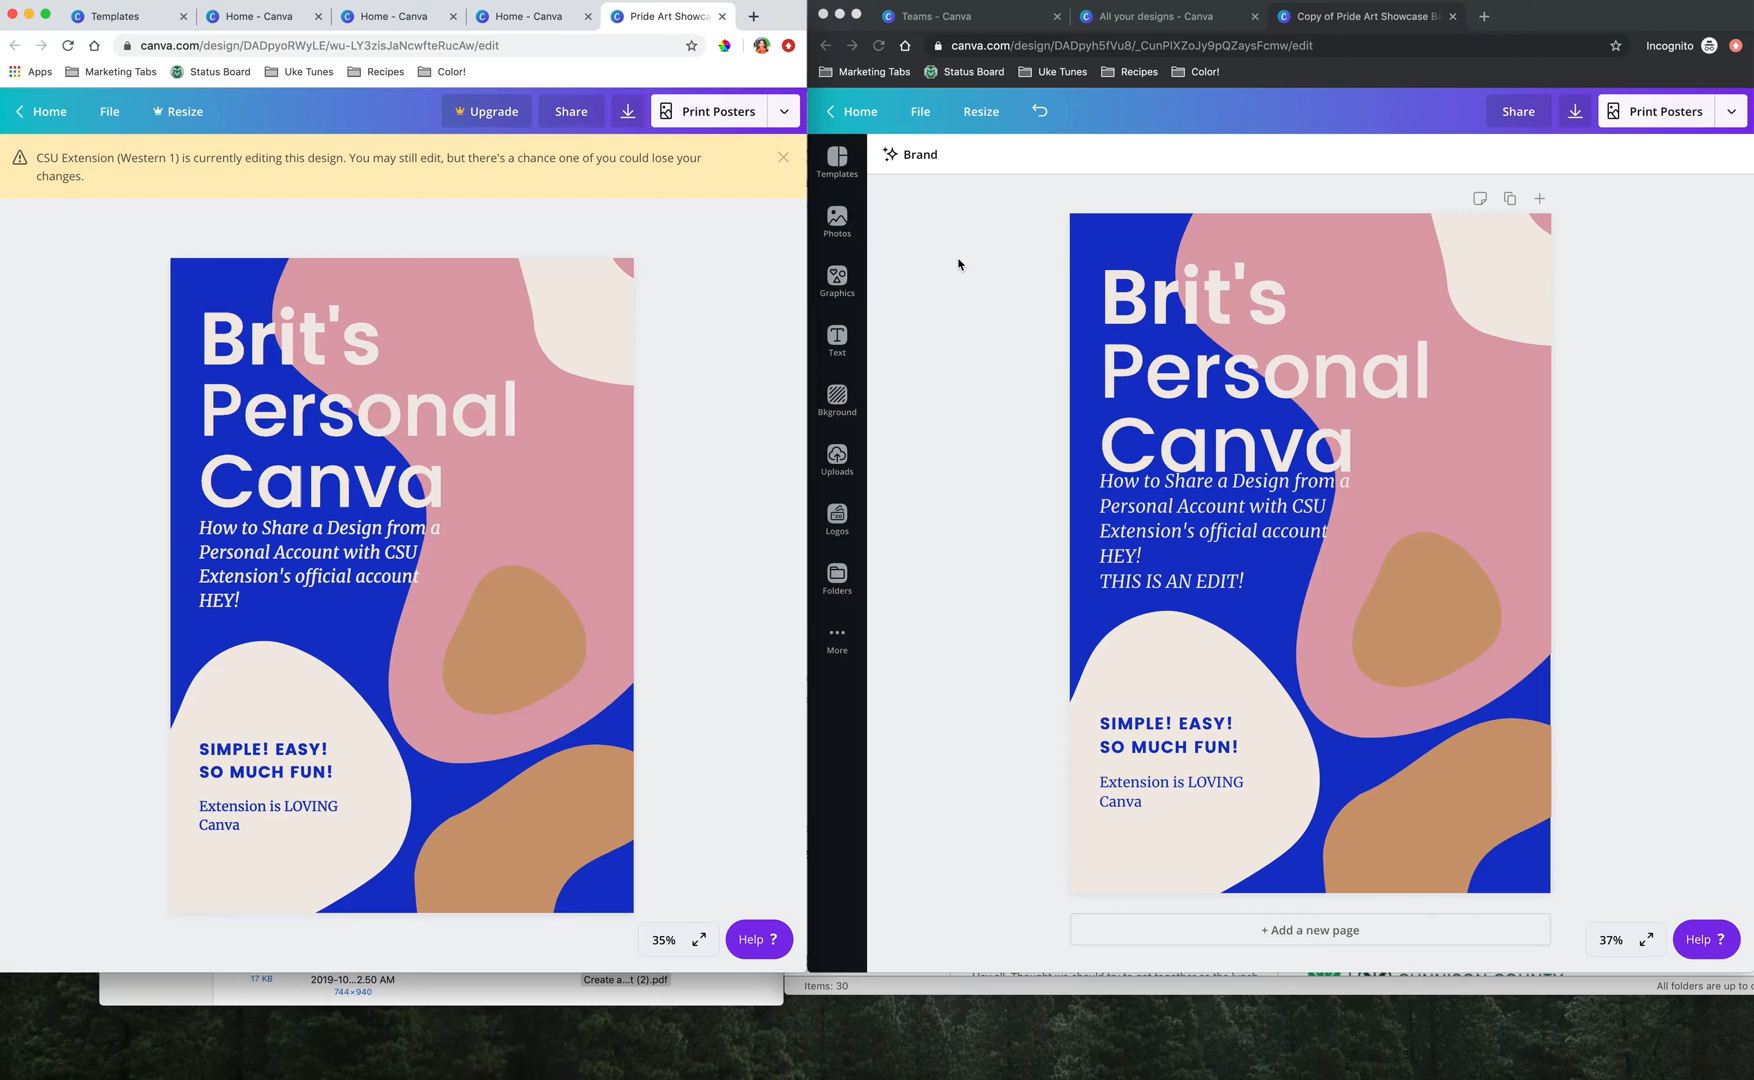 Templates
Home - Canva
Home - Canva
Home - Canva
Pride Art Showca
canva.com/design/DADpyoRWyLE/wu-LY3zisJaNcwfteRucAw/edit
Apps
Marketing Tabs
Status Board
Uke Tunes
Recipes
Color!
Home
File
Resize
Upgrade
Share
Print Posters
CSU Extension (Western 1) is currently editing this design. You may still edit, but there's a chance one of you could lose your
changes.
Brit's
Personal
Canva
How to Share a Design from a
Personal Account with CSU
Extension's official account
HEY!
SIMPLE! EASY!
SO MUCH FUN!
Extension is LOVING
Canva
35%
Help ?
17 KB
2019-10...2.50 AM
744×940
Create a...t (2).pdf
Teams - Canva
All your designs - Canva
Copy of Pride Art Showcase B
canva.com/design/DADpyh5fVu8/_CunPIXZoJy9pQZaysFcmw/edit
Incognito
Marketing Tabs
Status Board
Uke Tunes
Recipes
Color!
Home
File
Resize
Share
Print Posters
Templates
Photos
Graphics
Text
Bkground
Uploads
Logos
Folders
More
Brand
Brit's
Personal
Canva
How to Share a Design from a
Personal Account with CSU
Extension's official account
HEY!
THIS IS AN EDIT!
SIMPLE! EASY!
SO MUCH FUN!
Extension is LOVING
Canva
+ Add a new page
37%
Help ?
Items: 30
All folders are up to